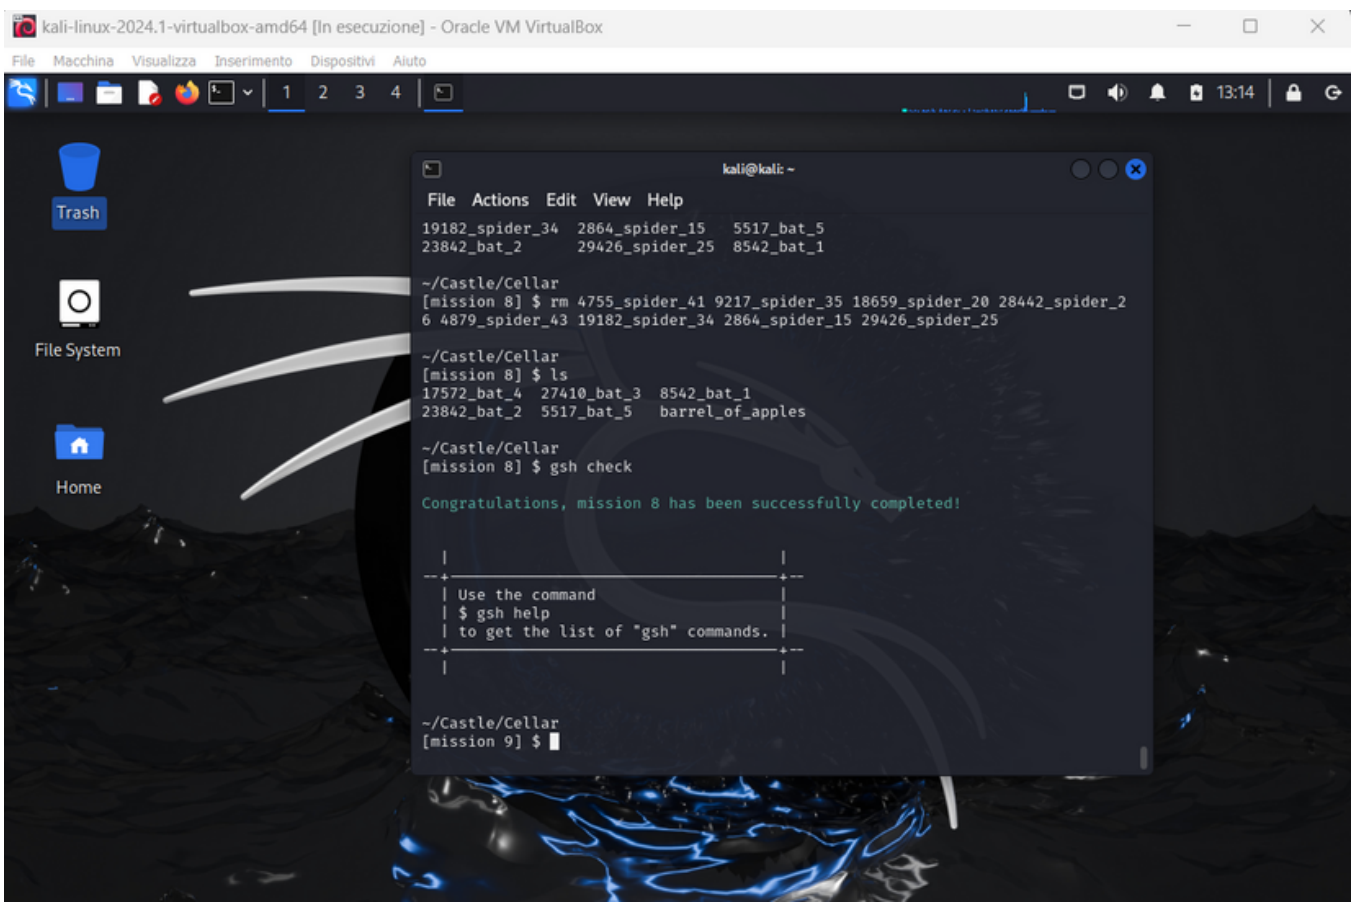 kali-linux-2024.1-virtualbox-amd64 [In esecuzione] - Oracle VM VirtualBox
File Macchina Visualizza Inserimento Dispositivi Aiuto
1 2 3 4 13:14
Trash
File System
Home
kali@kali: ~
File Actions Edit View Help
19182_spider_34 2864_spider_15 5517_bat_5
23842_bat_2 29426_spider_25 8542_bat_1
~/Castle/Cellar
[mission 8] $ rm 4755_spider_41 9217_spider_35 18659_spider_20 28442_spider_2
6 4879_spider_43 19182_spider_34 2864_spider_15 29426_spider_25
~/Castle/Cellar
[mission 8] $ ls
17572_bat_4 27410_bat_3 8542_bat_1
23842_bat_2 5517_bat_5 barrel_of_apples
~/Castle/Cellar
[mission 8] $ gsh check
Congratulations, mission 8 has been successfully completed!
Use the command
$ gsh help
to get the list of "gsh" commands.
~/Castle/Cellar
[mission 9] $